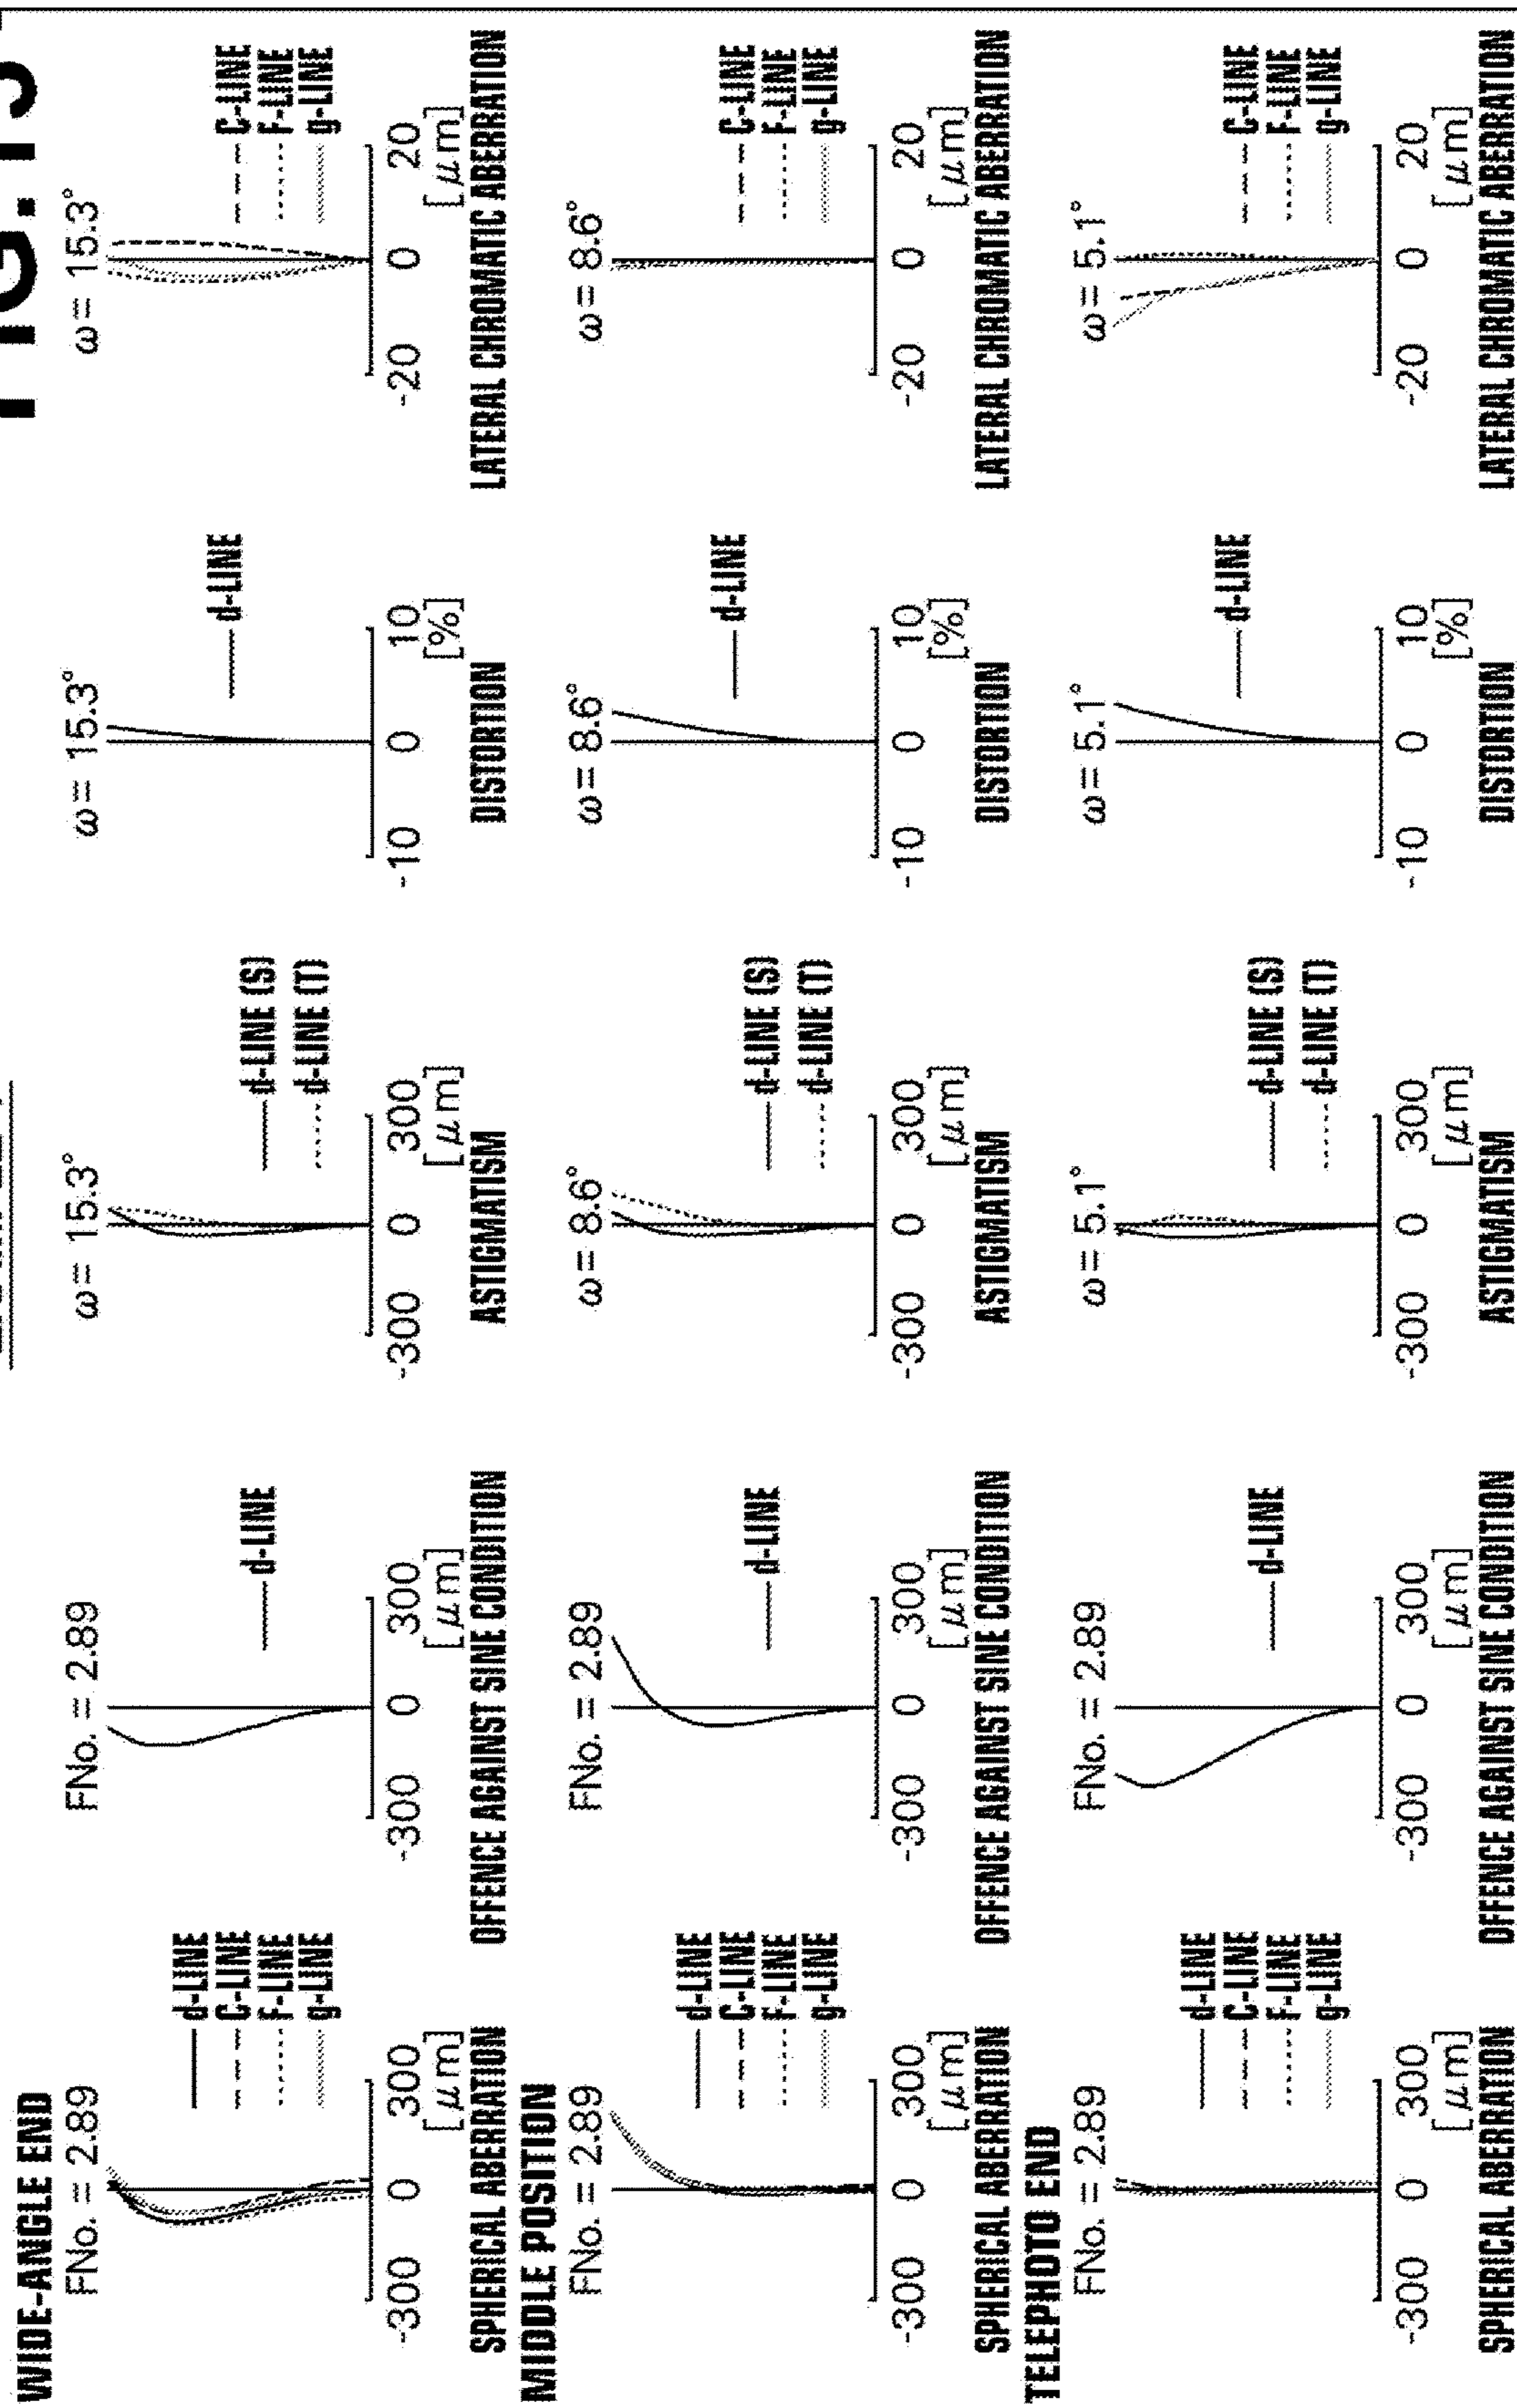 WIDE-ANGLE END
FNo. = 2.89
d-LINE
C-LINE
F-LINE
g-LINE
-300 0 300
[μm]
SPHERICAL ABERRATION
FNo. = 2.89
d-LINE
-300 0 300
[μm]
OFFENCE AGAINST SINE CONDITION
ω = 15.3°
d-LINE (S)
d-LINE (T)
-300 0 300
[μm]
ASTIGMATISM
ω = 15.3°
d-LINE
-10 0 10
[%]
DISTORTION
ω = 15.3°
C-LINE
F-LINE
g-LINE
-20 0 20
[μm]
LATERAL CHROMATIC ABERRATION
MIDDLE POSITION
FNo. = 2.89
d-LINE
C-LINE
F-LINE
g-LINE
-300 0 300
[μm]
SPHERICAL ABERRATION
FNo. = 2.89
d-LINE
-300 0 300
[μm]
OFFENCE AGAINST SINE CONDITION
ω = 8.6°
d-LINE (S)
d-LINE (T)
-300 0 300
[μm]
ASTIGMATISM
ω = 8.6°
d-LINE
-10 0 10
[%]
DISTORTION
ω = 8.6°
C-LINE
F-LINE
g-LINE
-20 0 20
[μm]
LATERAL CHROMATIC ABERRATION
TELEPHOTO END
FNo. = 2.89
d-LINE
C-LINE
F-LINE
g-LINE
-300 0 300
[μm]
SPHERICAL ABERRATION
FNo. = 2.89
d-LINE
-300 0 300
[μm]
OFFENCE AGAINST SINE CONDITION
ω = 5.1°
d-LINE (S)
d-LINE (T)
-300 0 300
[μm]
ASTIGMATISM
ω = 5.1°
d-LINE
-10 0 10
[%]
DISTORTION
ω = 5.1°
C-LINE
F-LINE
g-LINE
-20 0 20
[μm]
LATERAL CHROMATIC ABERRATION